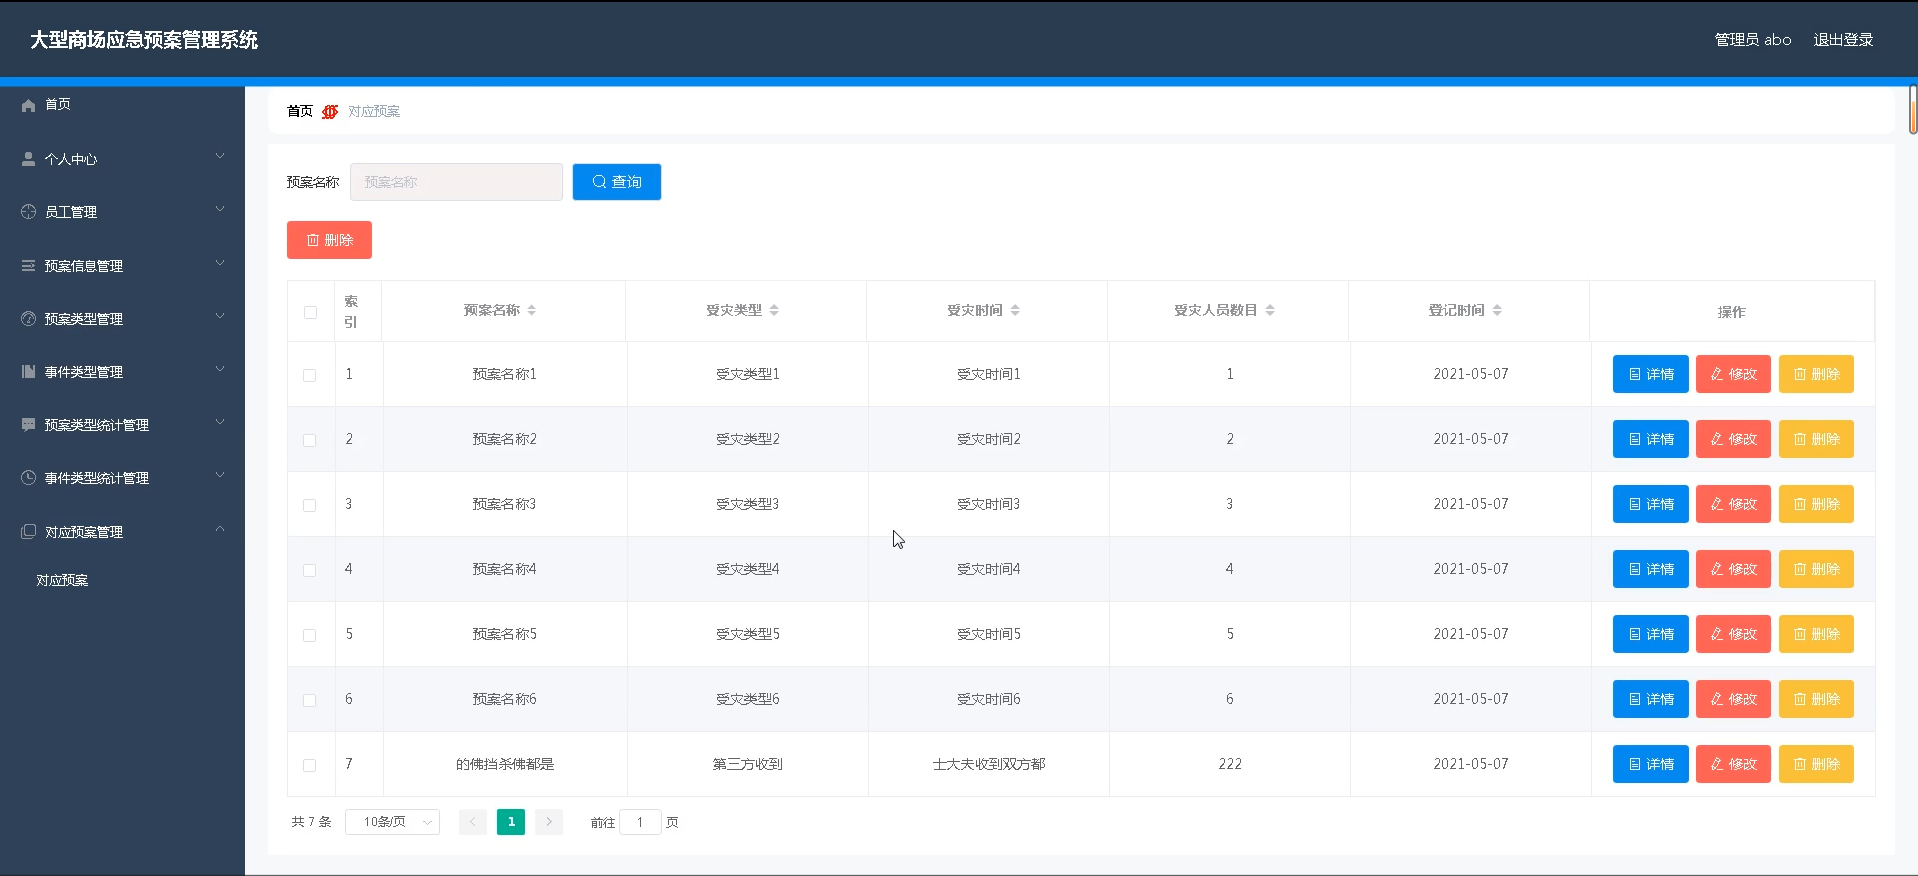 大型商场应急预案管理系统
管理员 abo 退出登录
首页
个人中心
员工管理
预案信息管理
预案类型管理
事件类型管理
预案类型统计管理
事件类型统计管理
对应预案管理
对应预案
首页 对应预案
预案名称 预案名称 查询
删除
索引 预案名称 受灾类型 受灾时间 受灾人员数目 登记时间 操作
1 预案名称1 受灾类型1 受灾时间1 1 2021-05-07 详情 修改 删除
2 预案名称2 受灾类型2 受灾时间2 2 2021-05-07 详情 修改 删除
3 预案名称3 受灾类型3 受灾时间3 3 2021-05-07 详情 修改 删除
4 预案名称4 受灾类型4 受灾时间4 4 2021-05-07 详情 修改 删除
5 预案名称5 受灾类型5 受灾时间5 5 2021-05-07 详情 修改 删除
6 预案名称6 受灾类型6 受灾时间6 6 2021-05-07 详情 修改 删除
7 的佛挡杀佛都是 第三方收到 士大夫收到双方都 222 2021-05-07 详情 修改 删除
共 7 条 10条/页 1 前往 1 页